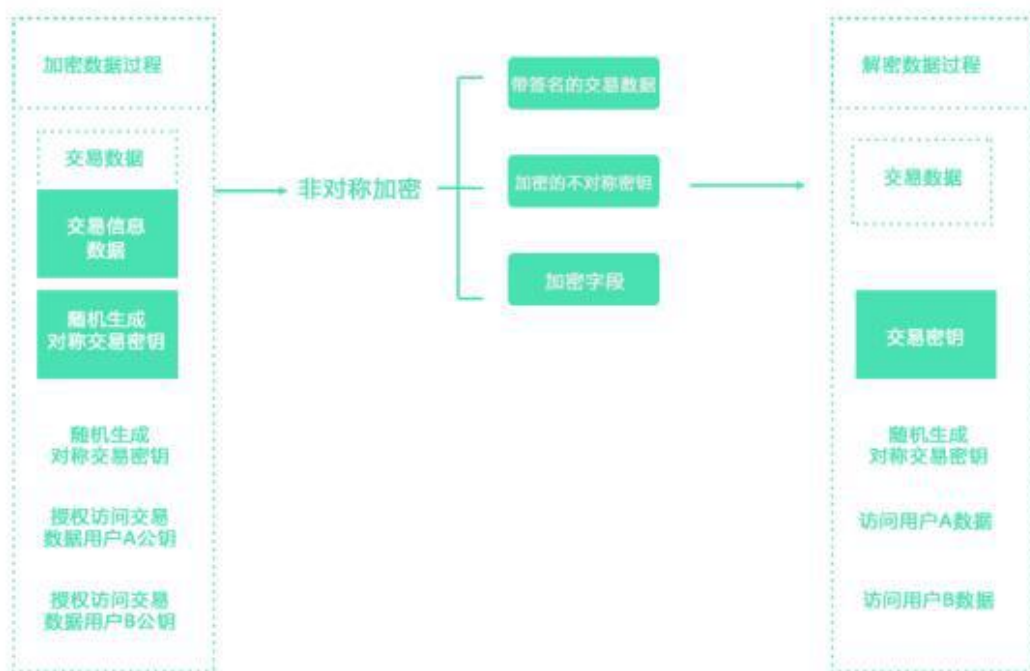 加密数据过程
交易数据
交易信息
数据
随机生成
对称交易密钥
随机生成
对称交易密钥
授权访问交易
数据用户A公钥
授权访问交易
数据用户B公钥
非对称加密
带签名的交易数据
加密的不对称密钥
加密字段
解密数据过程
交易数据
交易密钥
随机生成
对称交易密钥
访问用户A数据
访问用户B数据